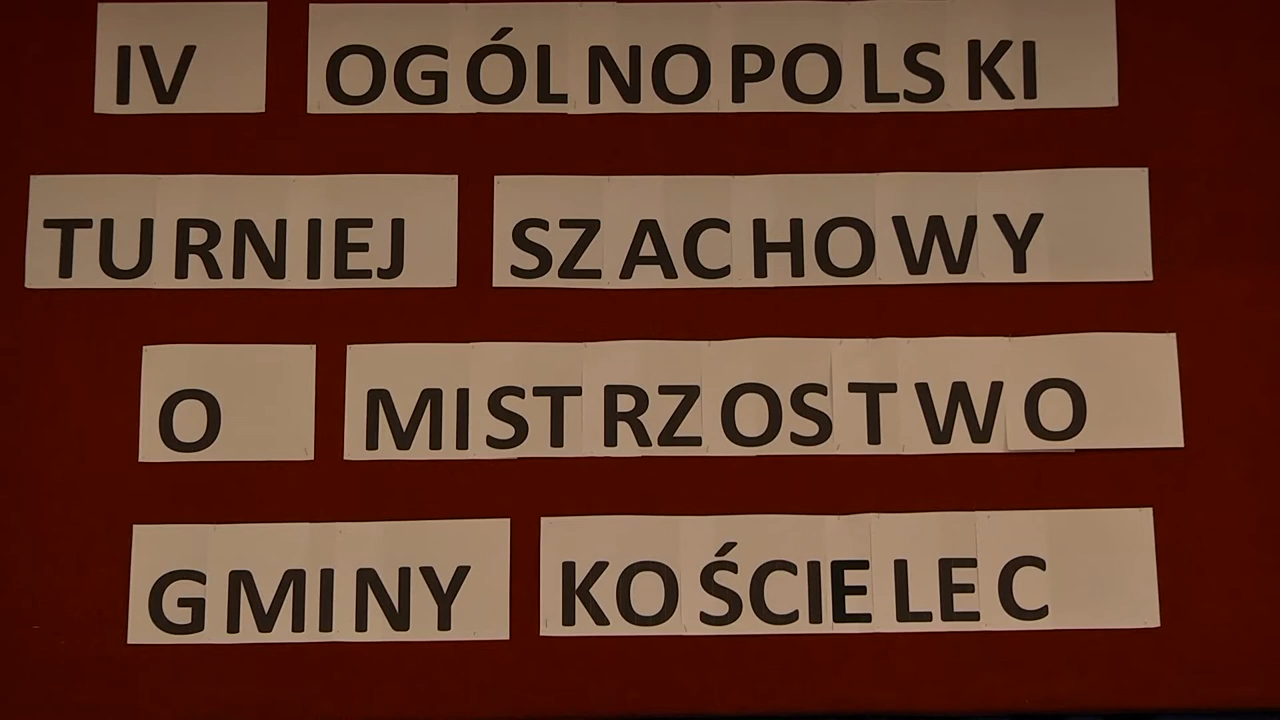 IV OGÓLNOPOLSKI
TURNIEJ SZACHOWY
O MISTRZOSTWO
GMINY KOŚCIELEC